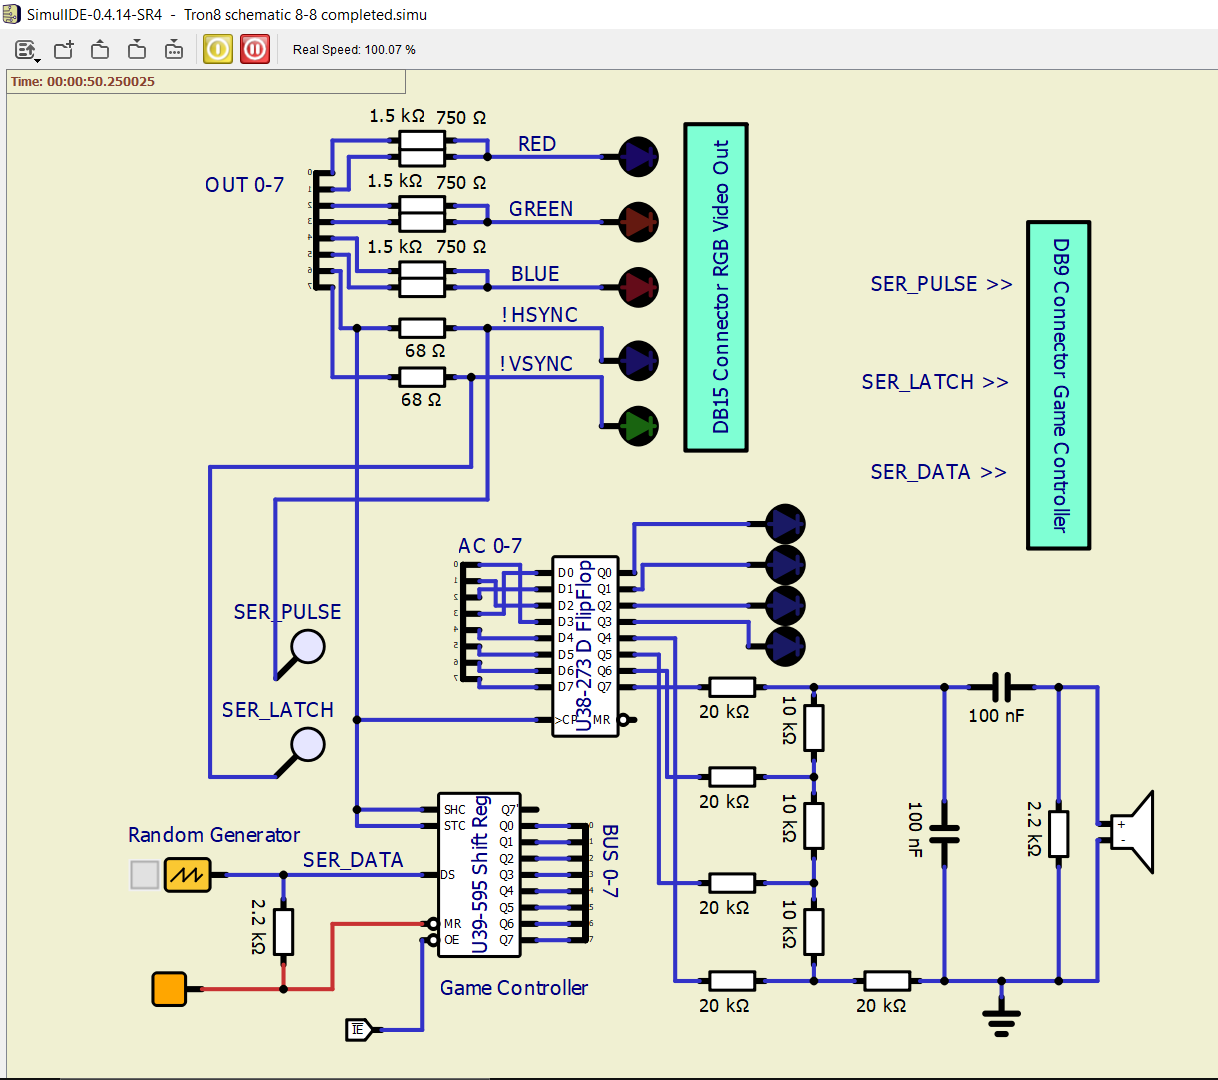 SimulIDE-0.4.14-SR4 - Tron8 schematic 8-8 completed.simu
Real Speed: 100.07 %
Time: 00:00:50.250025
1.5 kΩ 750 Ω
RED
OUT 0-7
0
1
2
3
4
5
6
7
1.5 kΩ 750 Ω
GREEN
1.5 kΩ 750 Ω
BLUE
!HSYNC
68 Ω
!VSYNC
68 Ω
DB15 Connector RGB Video Out
SER_PULSE >>
SER_LATCH >>
SER_DATA >>
DB9 Connector Game Controller
AC 0-7
0
1
2
3
4
5
6
7
D0 Q0
D1 Q1
D2 Q2
D3 Q3
D4 Q4
D5 Q5
D6 Q6
D7 Q7
>CP MR
U38-273 D FlipFlop
SER_PULSE
SER_LATCH
20 kΩ
10 kΩ
100 nF
20 kΩ
10 kΩ
100 nF
2.2 kΩ
+
-
20 kΩ
10 kΩ
20 kΩ
20 kΩ
Random Generator
SER_DATA
2.2 kΩ
SHC Q7'
STC Q0
Q1
Q2
DS Q3
Q4
Q5
MR Q6
OE Q7
U39-595 Shift Reg
0
1
2
3
4
5
6
7
BUS 0-7
Game Controller
IE